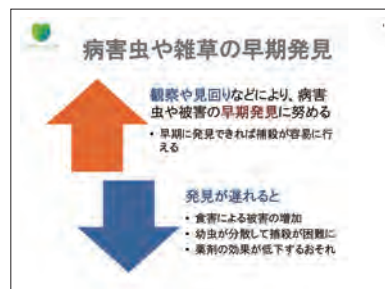 病害虫や雑草の早期発見
観察や見回りなどにより、病害
虫や被害の早期発見に努める
• 早期に発見できれば捕殺が容易に行
える
発見が遅れると
• 食害による被害の増加
• 幼虫が分散して捕殺が困難に
• 薬剤の効果が低下するおそれ